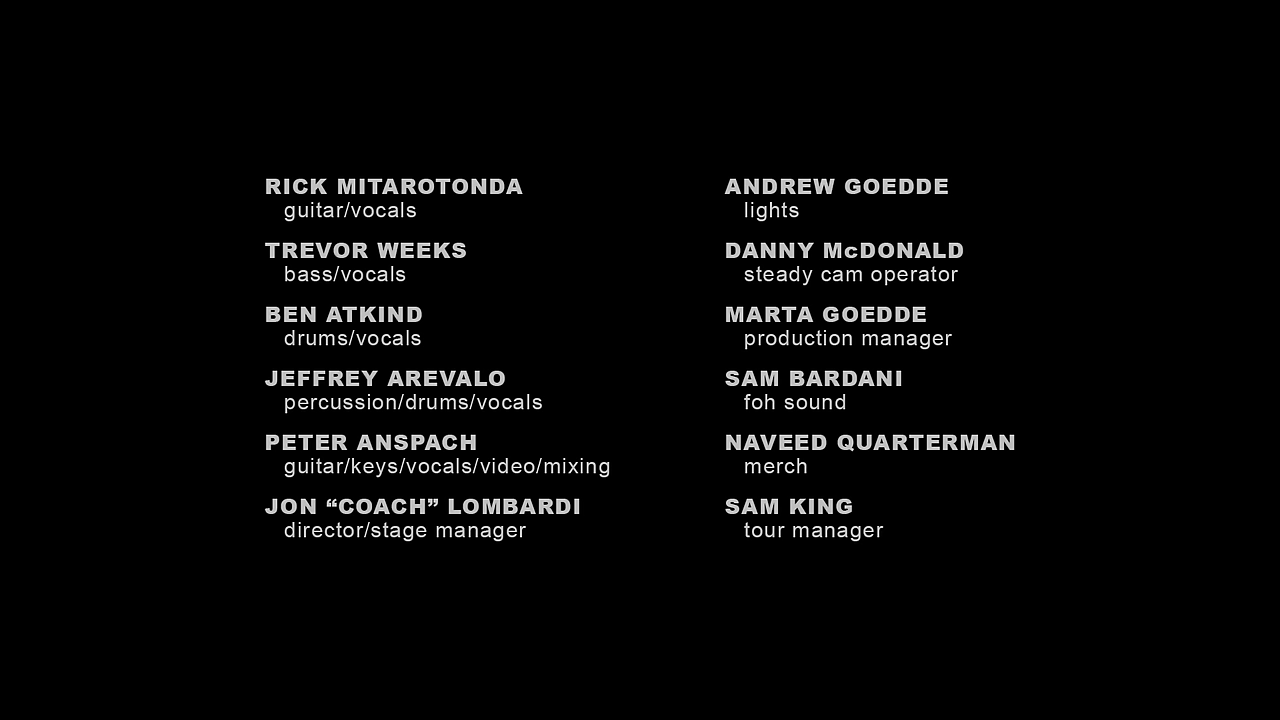 RICK MITAROTONDA
guitar/vocals
TREVOR WEEKS
bass/vocals
BEN ATKIND
drums/vocals
JEFFREY AREVALO
percussion/drums/vocals
PETER ANSPACH
guitar/keys/vocals/video/mixing
JON “COACH” LOMBARDI
director/stage manager
ANDREW GOEDDE
lights
DANNY McDONALD
steady cam operator
MARTA GOEDDE
production manager
SAM BARDANI
foh sound
NAVEED QUARTERMAN
merch
SAM KING
tour manager